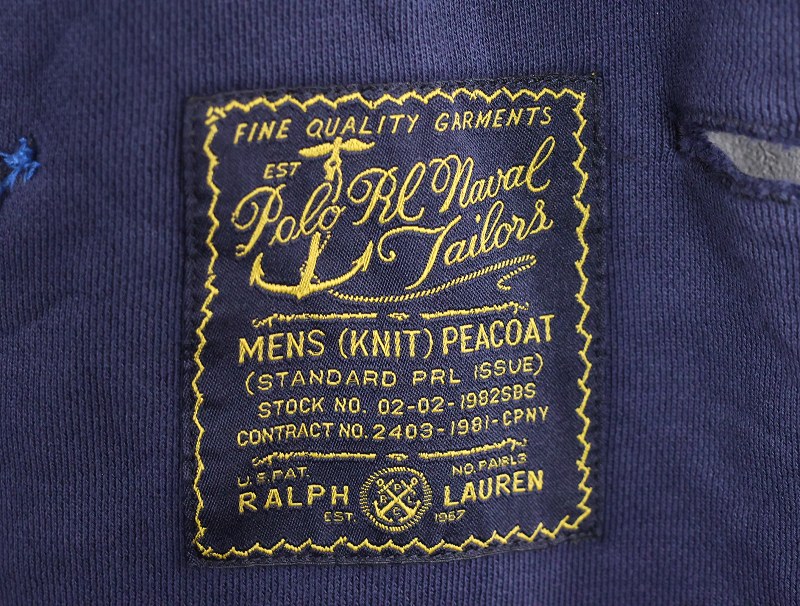 FINE QUALITY GARMENTS
EST
Polo RL Naval
Tailors
MENS (KNIT) PEACOAT
(STANDARD PRL ISSUE)
STOCK NO. 02-02-1982SBS
CONTRACT NO. 2403-1981-CPNY
U.S. PAT. NO. PAIRL3
RALPH LAUREN
EST. 1967